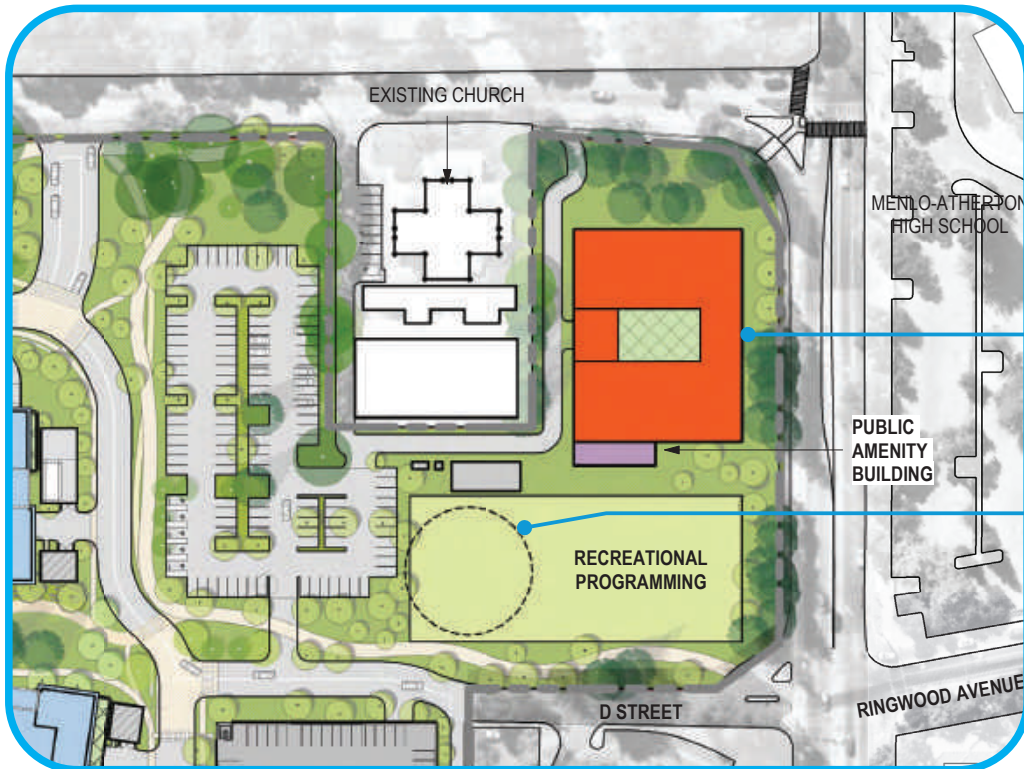 EXISTING CHURCH
MENLO-ATHERTON
HIGH SCHOOL
PUBLIC
AMENITY
BUILDING
RECREATIONAL
PROGRAMMING
D STREET
RINGWOOD AVENUE